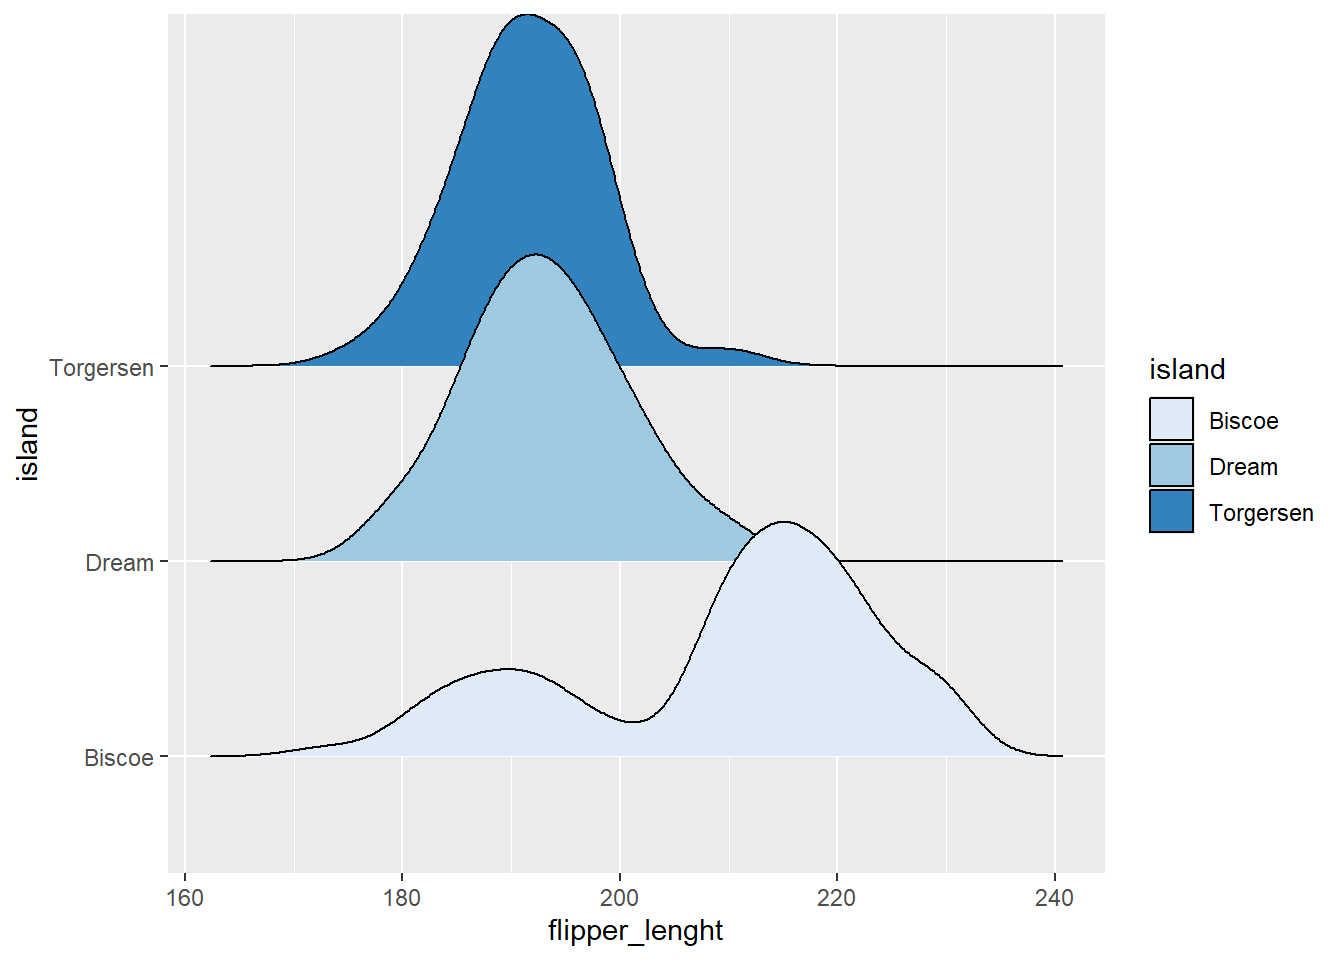 Torgersen
Dream
Biscoe
island
160 180 200 220 240
flipper_lenght
island
Biscoe
Dream
Torgersen